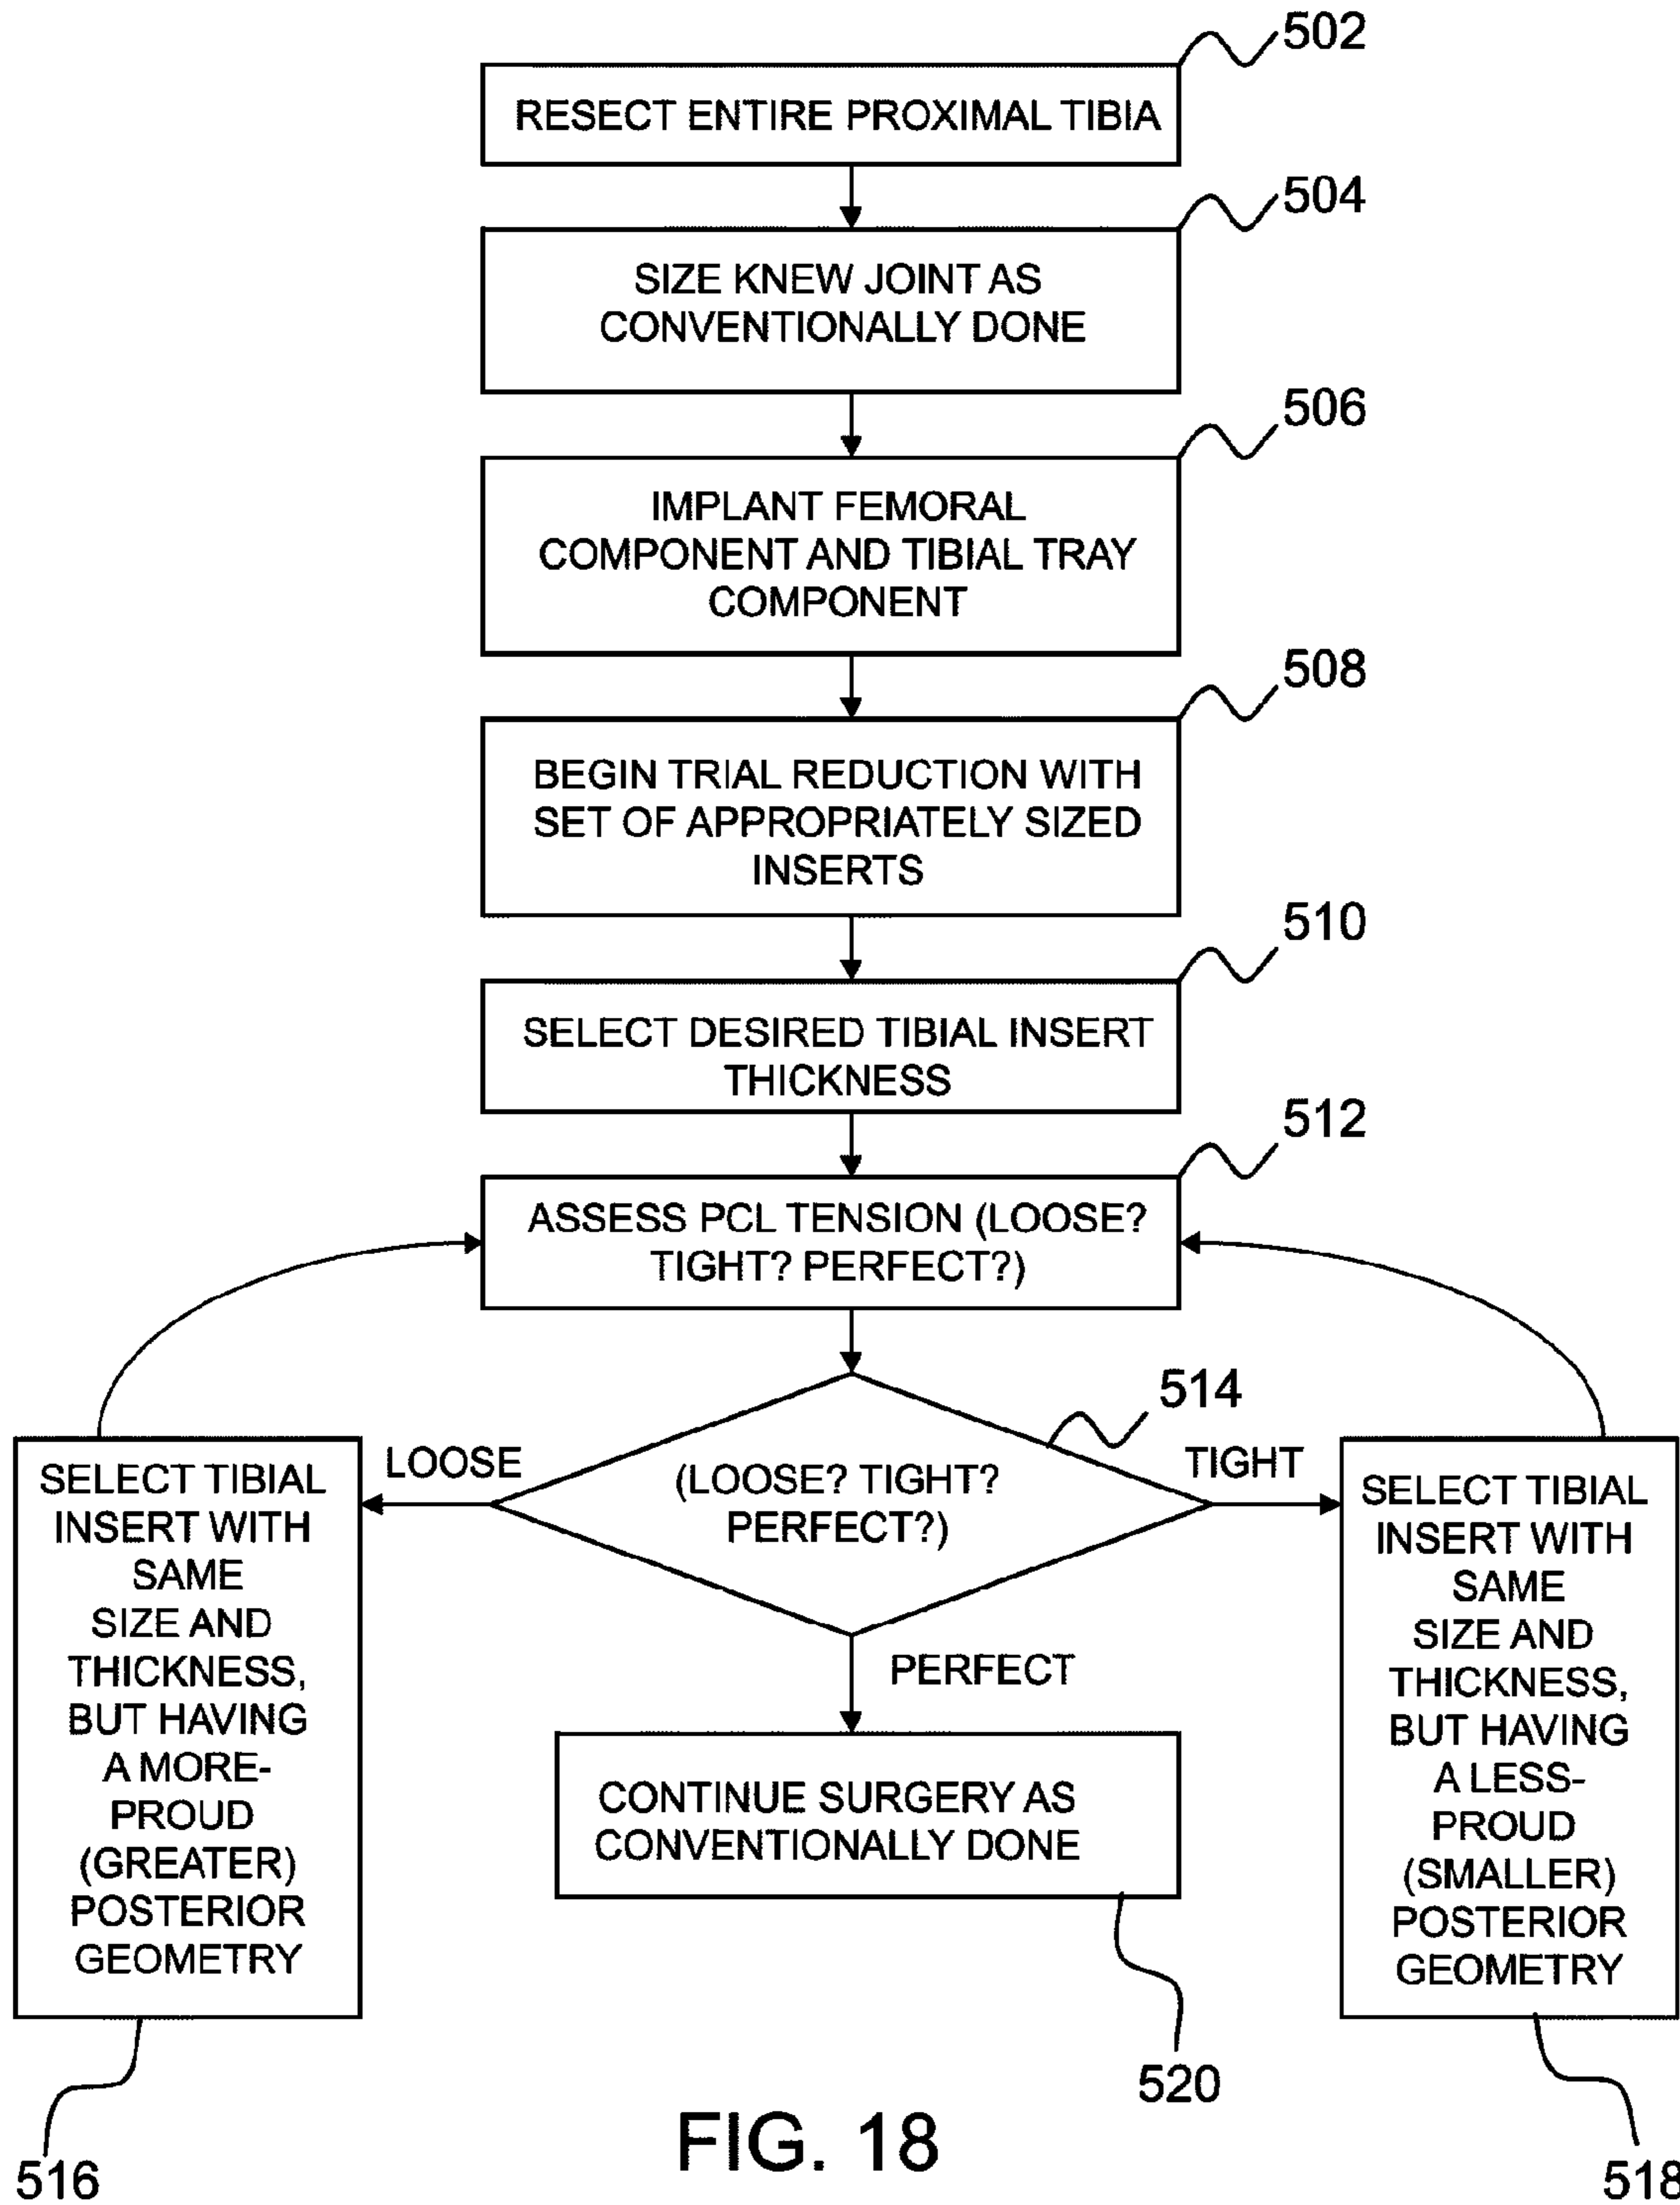 502
RESECT ENTIRE PROXIMAL TIBIA
504
SIZE KNEW JOINT AS
CONVENTIONALLY DONE
506
IMPLANT FEMORAL
COMPONENT AND TIBIAL TRAY
COMPONENT
508
BEGIN TRIAL REDUCTION WITH
SET OF APPROPRIATELY SIZED
INSERTS
510
SELECT DESIRED TIBIAL INSERT
THICKNESS
512
ASSESS PCL TENSION (LOOSE?
TIGHT? PERFECT?)
514
(LOOSE? TIGHT?
PERFECT?)
LOOSE
SELECT TIBIAL
INSERT WITH
SAME
SIZE AND
THICKNESS,
BUT HAVING
A MORE-
PROUD
(GREATER)
POSTERIOR
GEOMETRY
516
TIGHT
SELECT TIBIAL
INSERT WITH
SAME
SIZE AND
THICKNESS,
BUT HAVING
A LESS-
PROUD
(SMALLER)
POSTERIOR
GEOMETRY
518
PERFECT
CONTINUE SURGERY AS
CONVENTIONALLY DONE
520
FIG. 18